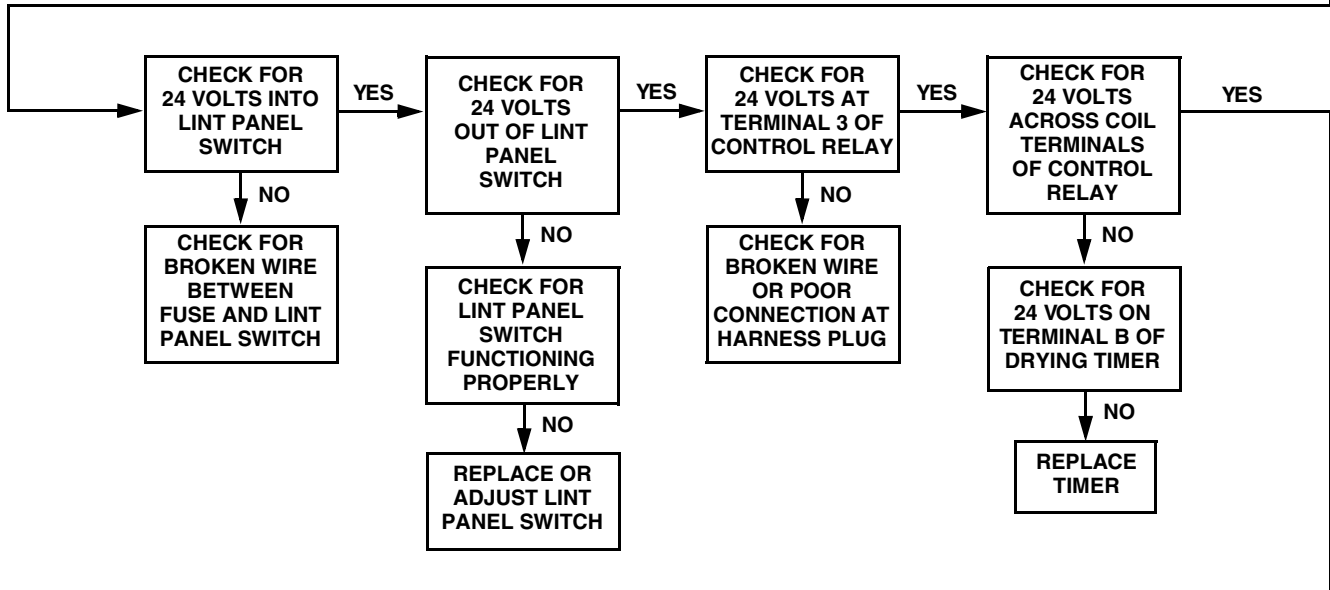 CHECK FOR
24 VOLTS INTO
LINT PANEL
SWITCH
YES
NO
CHECK FOR
BROKEN WIRE
BETWEEN
FUSE AND LINT
PANEL SWITCH
CHECK FOR
24 VOLTS
OUT OF LINT
PANEL
SWITCH
YES
NO
CHECK FOR
LINT PANEL
SWITCH
FUNCTIONING
PROPERLY
NO
REPLACE OR
ADJUST LINT
PANEL SWITCH
CHECK FOR
24 VOLTS AT
TERMINAL 3 OF
CONTROL RELAY
YES
NO
CHECK FOR
BROKEN WIRE
OR POOR
CONNECTION AT
HARNESS PLUG
CHECK FOR
24 VOLTS
ACROSS COIL
TERMINALS
OF CONTROL
RELAY
YES
NO
CHECK FOR
24 VOLTS ON
TERMINAL B OF
DRYING TIMER
NO
REPLACE
TIMER